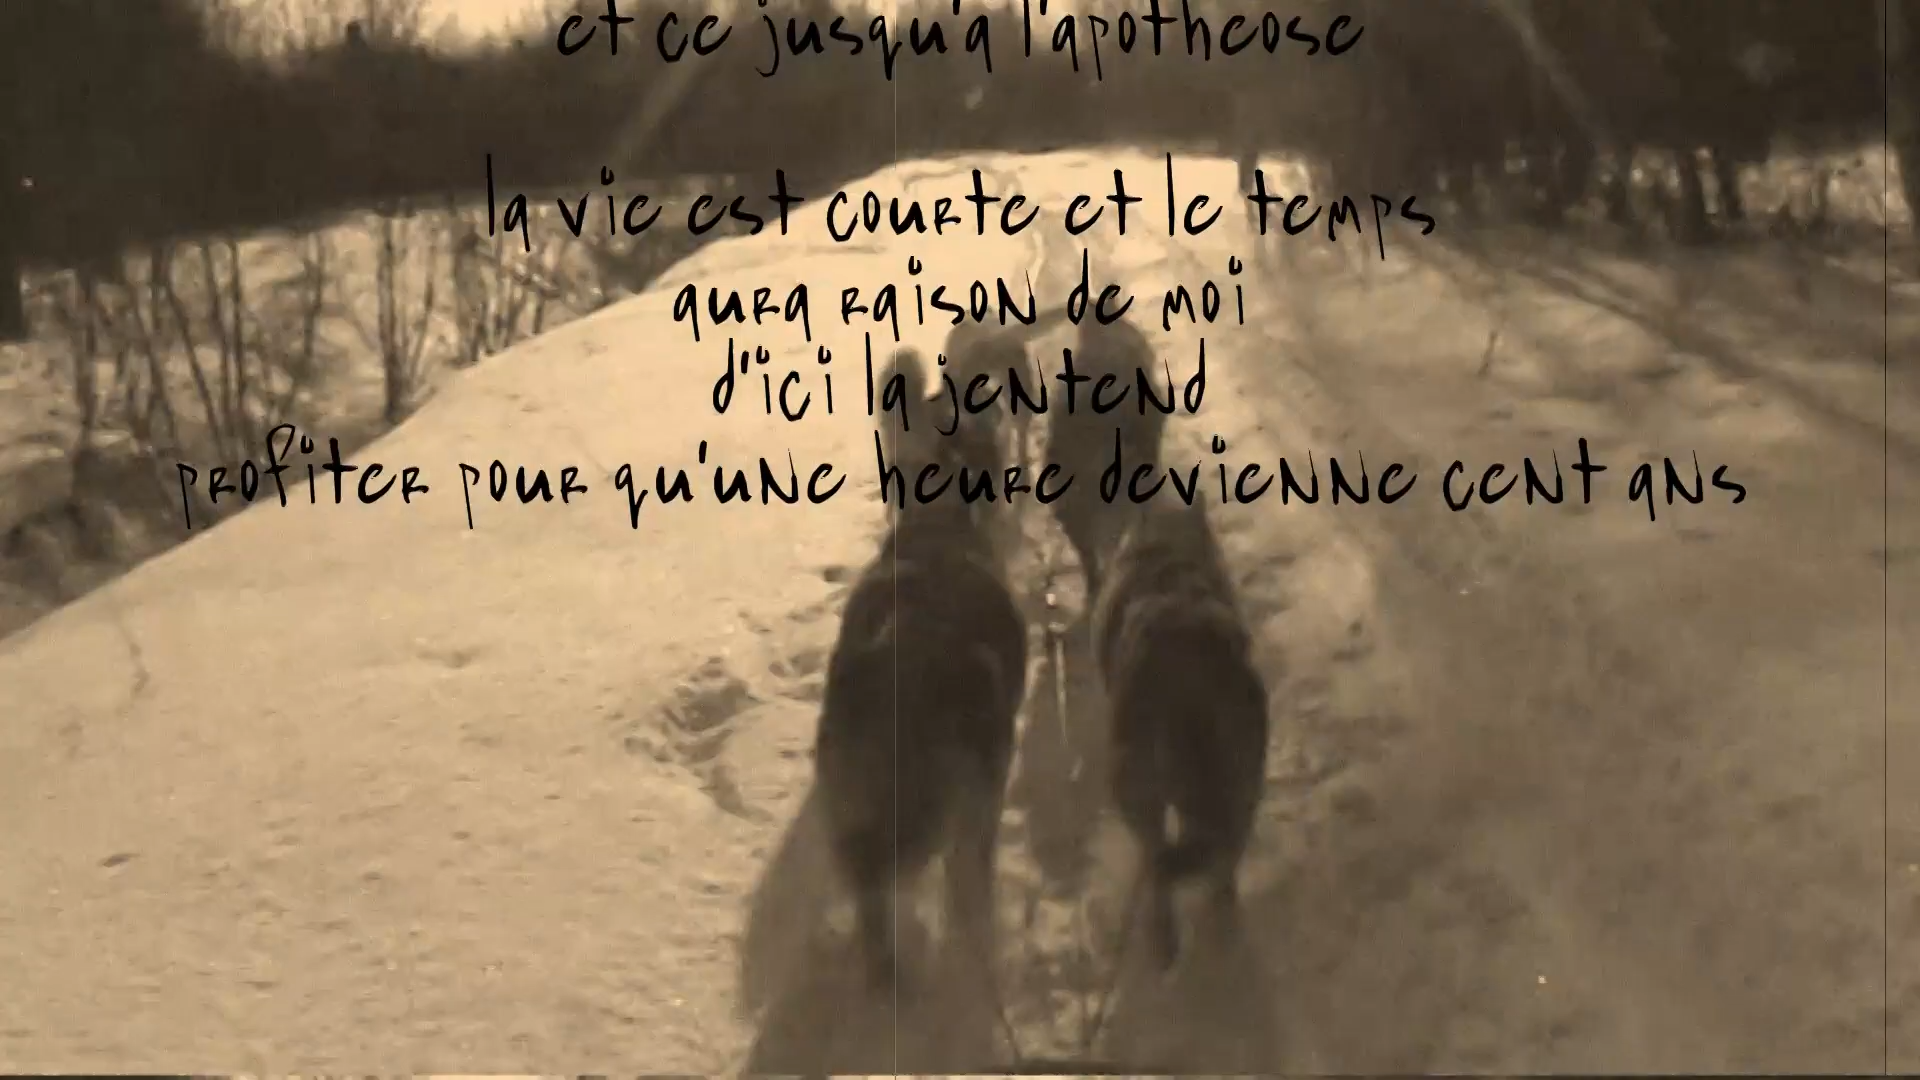 et ce jusqu'a l'apotheose
la vie est courte et le temps
aura raison de moi
d'ici la jentend
profiter pour qu'une heure devienne cent ans